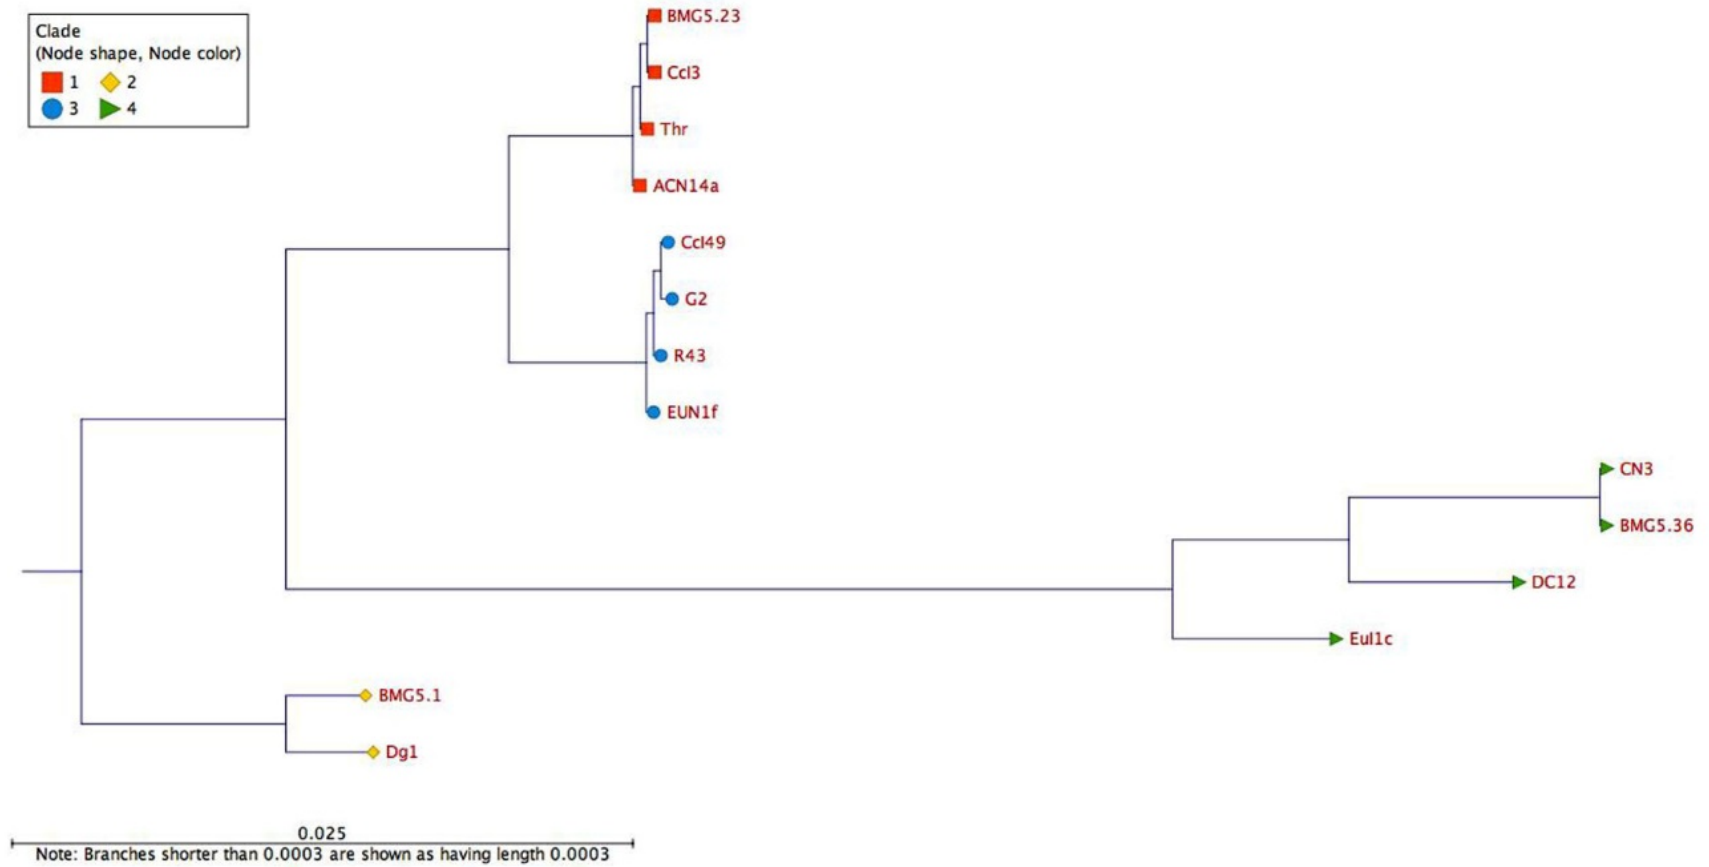 Clade
(Node shape, Node color)
1 2
3 4
BMG5.23
CcI3
Thr
ACN14a
CcI49
G2
R43
EUN1f
CN3
BMG5.36
DC12
EuI1c
BMG5.1
Dg1
0.025
Note: Branches shorter than 0.0003 are shown as having length 0.0003